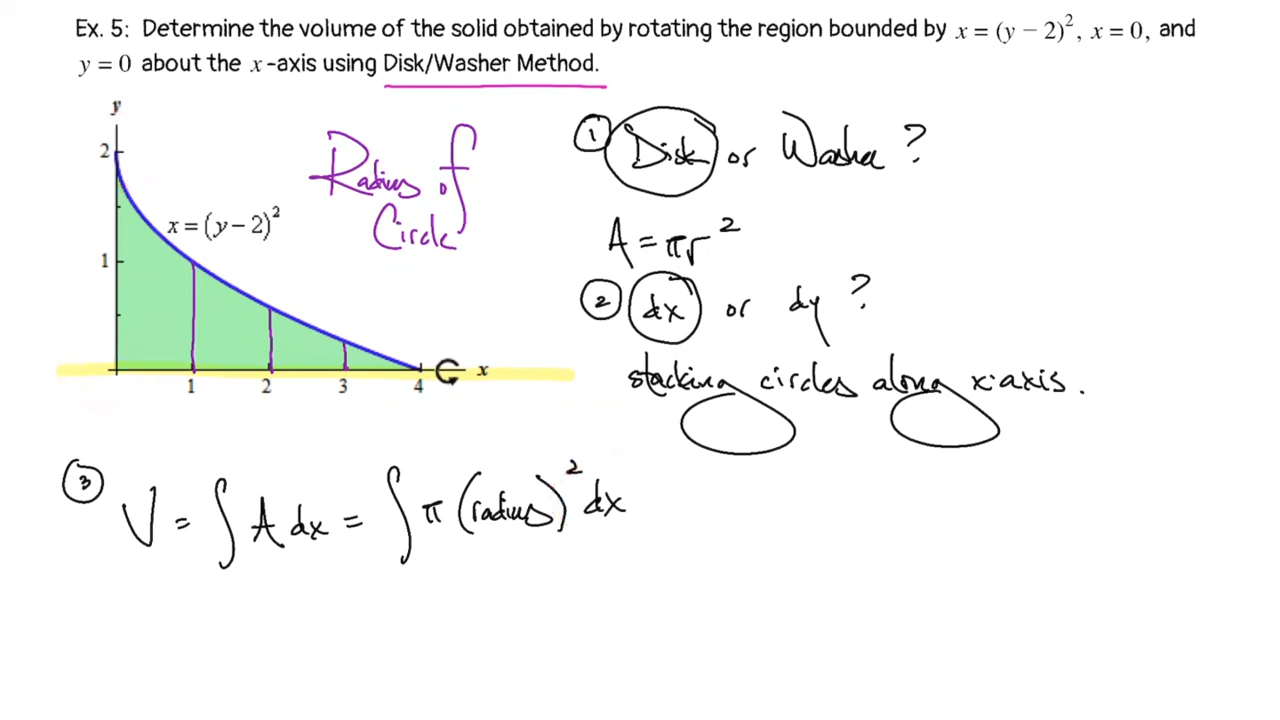 Ex. 5: Determine the volume of the solid obtained by rotating the region bounded by x = (y − 2)², x = 0, and
y = 0 about the x-axis using Disk/Washer Method.
y
2
1
x = (y − 2)²
1 2 3 4 x
Radius of
Circle
① Disk or Washer ?
A = πr²
② dx or dy ?
stacking circles along x-axis.
③ V = ∫ A dx = ∫ π (radius)² dx